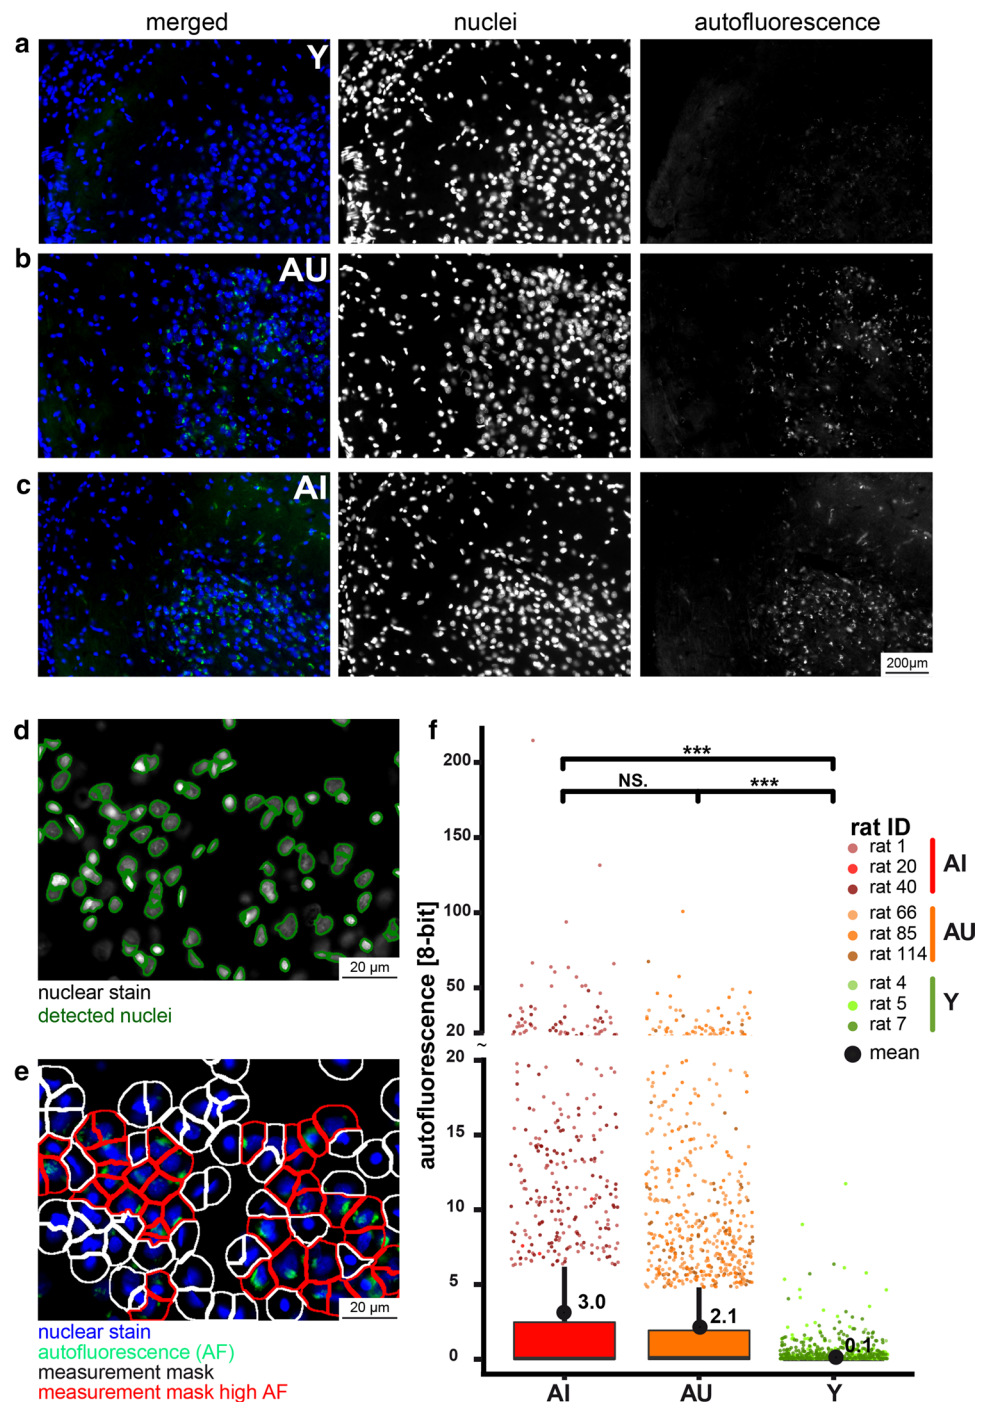 merged nuclei autofluorescence
a Y
b AU
c AI
200µm
d
20 µm
nuclear stain
detected nuclei
e
20 µm
nuclear stain
autofluorescence (AF)
measurement mask
measurement mask high AF
f
autofluorescence [8-bit]
200
150
100
50
20
~
20
15
10
5
0
***
NS. ***
3.0
2.1
0.1
AI AU Y
rat ID
rat 1
rat 20
rat 40
AI
rat 66
rat 85
rat 114
AU
rat 4
rat 5
rat 7
Y
mean